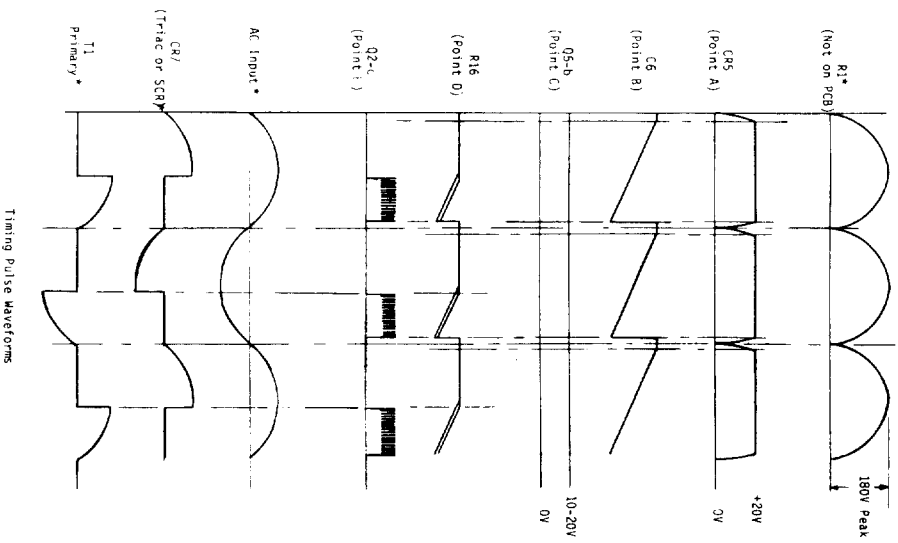 R1*
(Not on PCB)
180V Peak
CR5
(Point A)
+20V
0V
C6
(Point B)
Q5-b
(Point C)
10-20V
0V
R16
(Point D)
Q2-c
AC Input*
CR7
(Triac or SCR)
T1
Primary*
Timing Pulse Waveforms